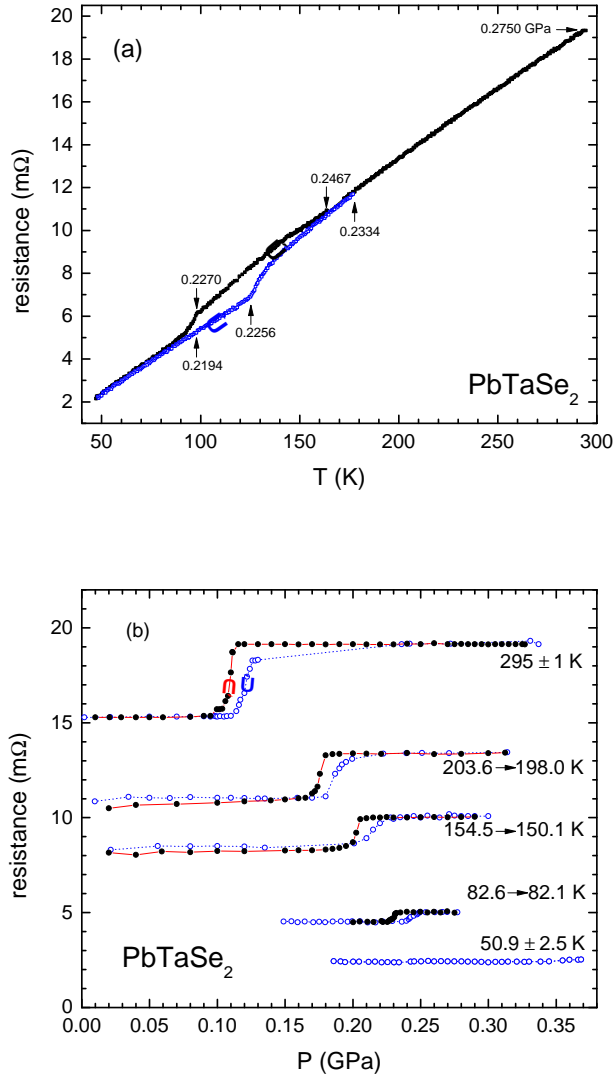 (a)
0.2750 GPa
0.2467
0.2334
0.2270
0.2256
0.2194
PbTaSe2
20
18
16
14
12
10
8
6
4
2
resistance (mΩ)
50 100 150 200 250 300
T (K)
(b)
295 ± 1 K
203.6→198.0 K
154.5→150.1 K
82.6→82.1 K
50.9 ± 2.5 K
PbTaSe2
20
15
10
5
0
resistance (mΩ)
0.00 0.05 0.10 0.15 0.20 0.25 0.30 0.35
P (GPa)